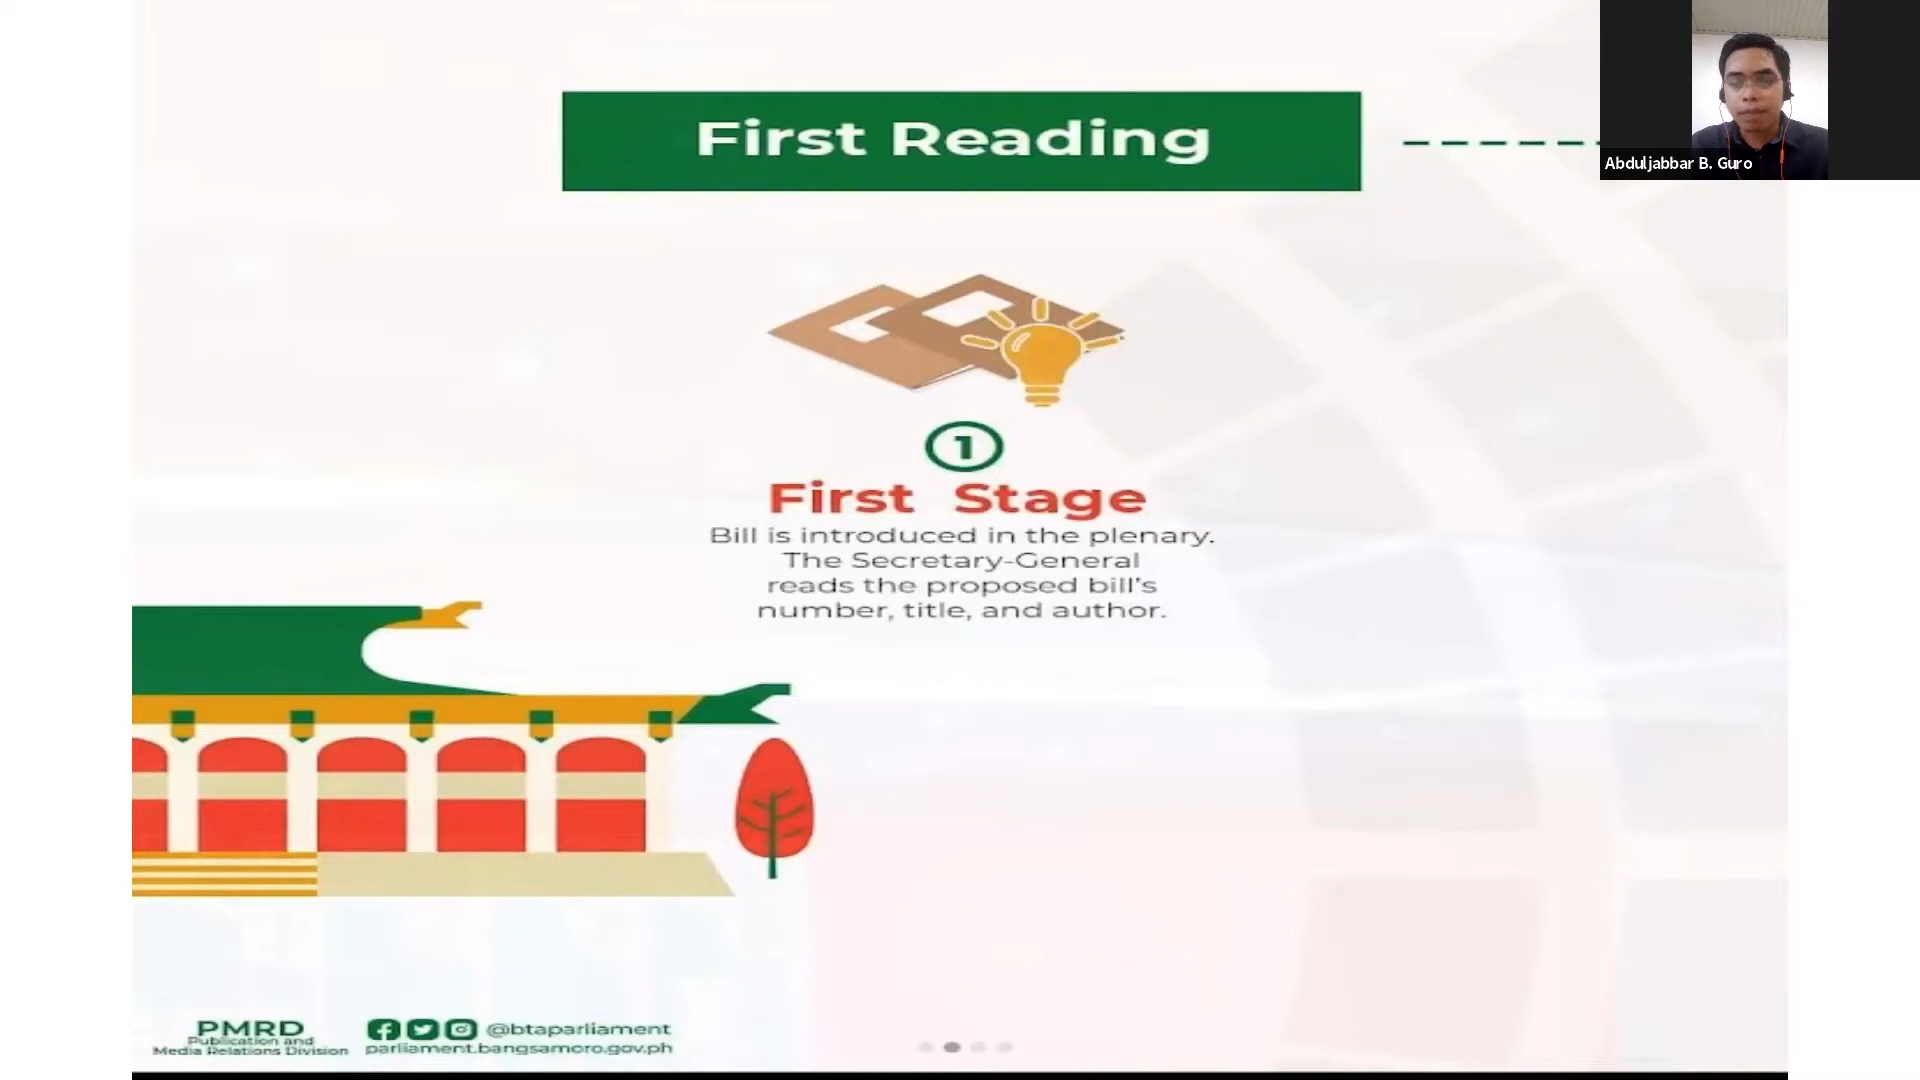 First Reading
Abduljabbar B. Guro
1
First Stage
Bill is introduced in the plenary.
The Secretary-General
reads the proposed bill's
number, title, and author.
PMRD
Publication and
Media Relations Division
@btaparliament
parliament.bangsamoro.gov.ph